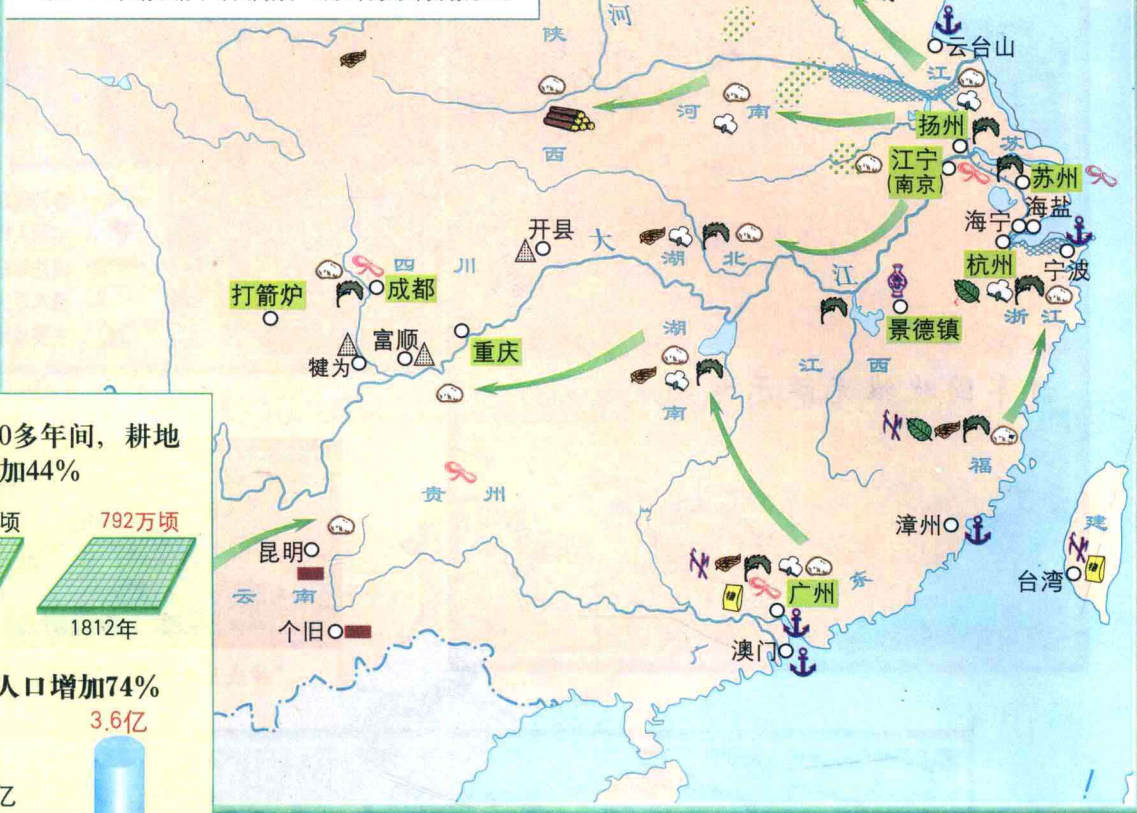 河
陕
云台山
江
河 南
扬州
西
苏
江宁
(南京)
苏州
海宁
海盐
开县
大
湖 北
杭州
宁波
四 川
江
浙 江
打箭炉
成都
景德镇
富顺
重庆
湖
犍为
江 西
南
0多年间，耕地
加44%
福
贵 州
顷
792万顷
漳州
建
昆明
台湾
糖
东
云 南
糖
广州
1812年
个旧
澳门
人口增加74%
3.6亿
亿